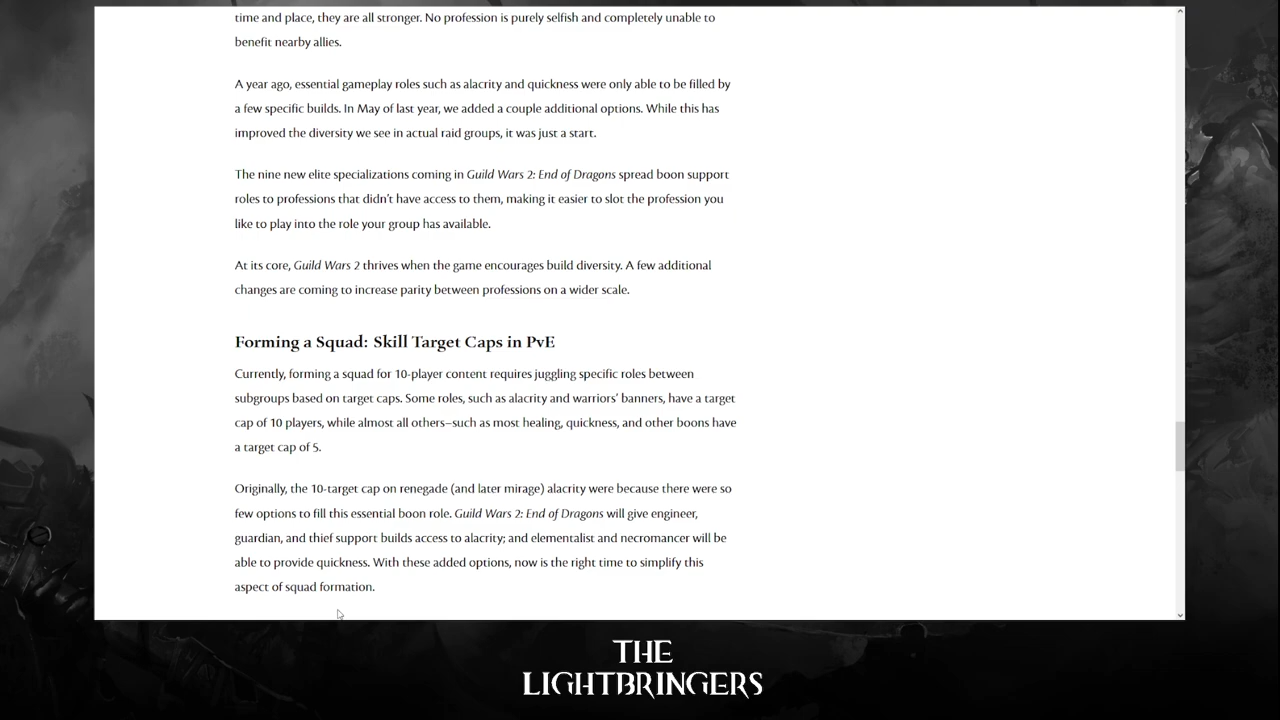 time and place, they are all stronger. No profession is purely selfish and completely unable to
benefit nearby allies.
A year ago, essential gameplay roles such as alacrity and quickness were only able to be filled by
a few specific builds. In May of last year, we added a couple additional options. While this has
improved the diversity we see in actual raid groups, it was just a start.
The nine new elite specializations coming in Guild Wars 2: End of Dragons spread boon support
roles to professions that didn't have access to them, making it easier to slot the profession you
like to play into the role your group has available.
At its core, Guild Wars 2 thrives when the game encourages build diversity. A few additional
changes are coming to increase parity between professions on a wider scale.
Forming a Squad: Skill Target Caps in PvE
Currently, forming a squad for 10-player content requires juggling specific roles between
subgroups based on target caps. Some roles, such as alacrity and warriors' banners, have a target
cap of 10 players, while almost all others—such as most healing, quickness, and other boons have
a target cap of 5.
Originally, the 10-target cap on renegade (and later mirage) alacrity were because there were so
few options to fill this essential boon role. Guild Wars 2: End of Dragons will give engineer,
guardian, and thief support builds access to alacrity; and elementalist and necromancer will be
able to provide quickness. With these added options, now is the right time to simplify this
aspect of squad formation.
THE
LIGHTBRINGERS